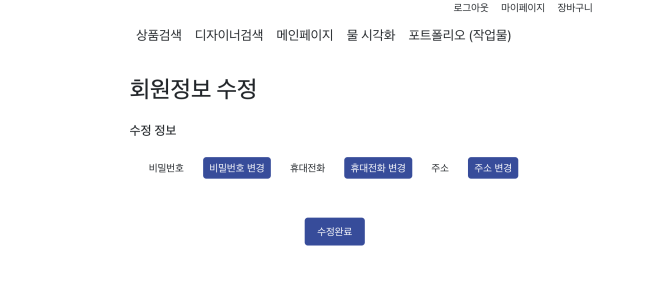 로그아웃 마이페이지 장바구니
상품검색 디자이너검색 메인페이지 물 시각화 포트폴리오 (작업물)
회원정보 수정
수정 정보
비밀번호 비밀번호 변경 휴대전화 휴대전화 변경 주소 주소 변경
수정완료